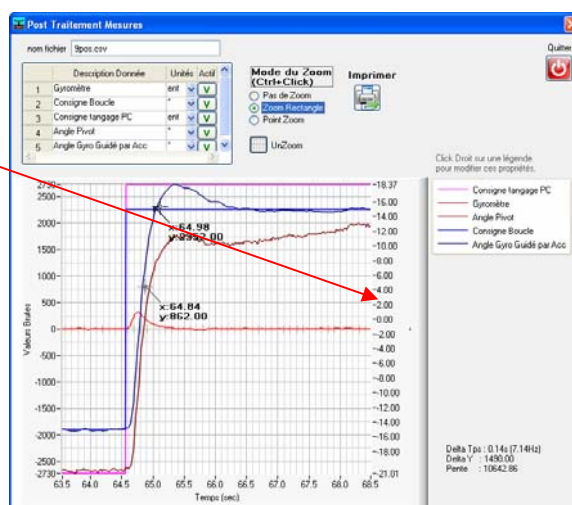 Post Traitement Mesures
nom fichier 9pos.csv
Quitter
Description Donnée Unités Actif
1 Gyromètre ent V
2 Consigne Boucle ° V
3 Consigne tangage PC ent V
4 Angle Pivot ° V
5 Angle Gyro Guidé par Acc ° V
Mode du Zoom
(Ctrl+Click)
Pas de Zoom
Zoom Rectangle
Point Zoom
UnZoom
Imprimer
Click Droit sur une légende
pour modifier ces propriétés.
Consigne tangage PC
Gyromètre
Angle Pivot
Consigne Boucle
Angle Gyro Guidé par Acc
Valeurs Brutes
2730
2000
1500
1000
500
0
-500
-1000
-1500
-2000
-2500
-2730
x:64.98
x:64.84
y:862.00
18.37
16.00
14.00
12.00
10.00
8.00
6.00
4.00
2.00
0.00
-2.00
-4.00
-6.00
-8.00
-10.00
-12.00
-14.00
-16.00
-18.00
-21.01
63.5 64.0 64.5 65.0 65.5 66.0 66.5 67.0 67.5 68.0 68.5
Temps (sec)
Delta Tps : 0.14s (7.14Hz)
Delta Y : 1490.00
Pente : 10642.86